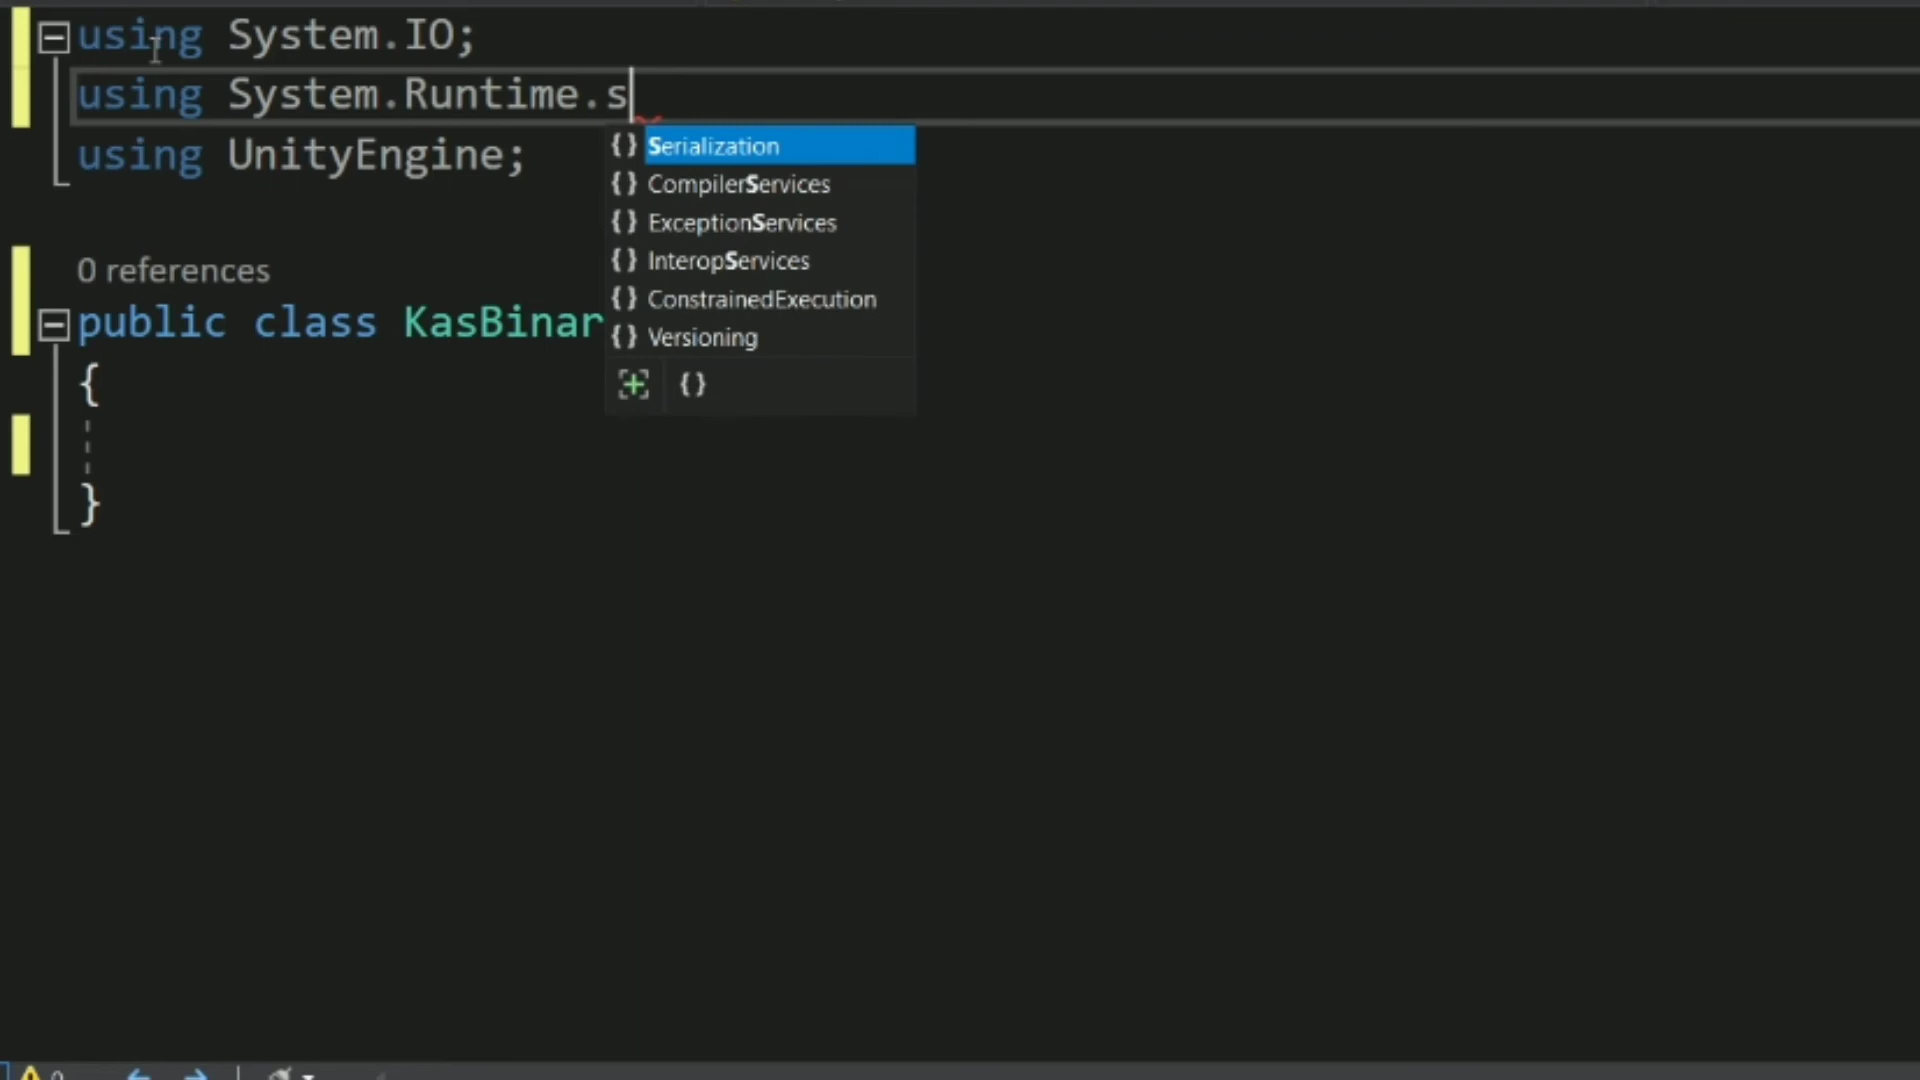 using System.IO;
using System.Runtime.s
using UnityEngine;
Serialization
CompilerServices
ExceptionServices
InteropServices
ConstrainedExecution
Versioning
{}
0 references
public class KasBinar
{
}